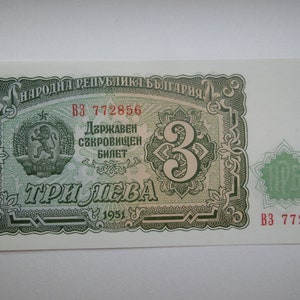 НАРОДНА РЕПУБЛИКА БЪЛГАРИЯ
ВЗ 772856
ДЪРЖАВЕН
СЪКРОВИЩЕН
БИЛЕТ
3
ТРИ ЛЕВА
ВЗ 772
1951